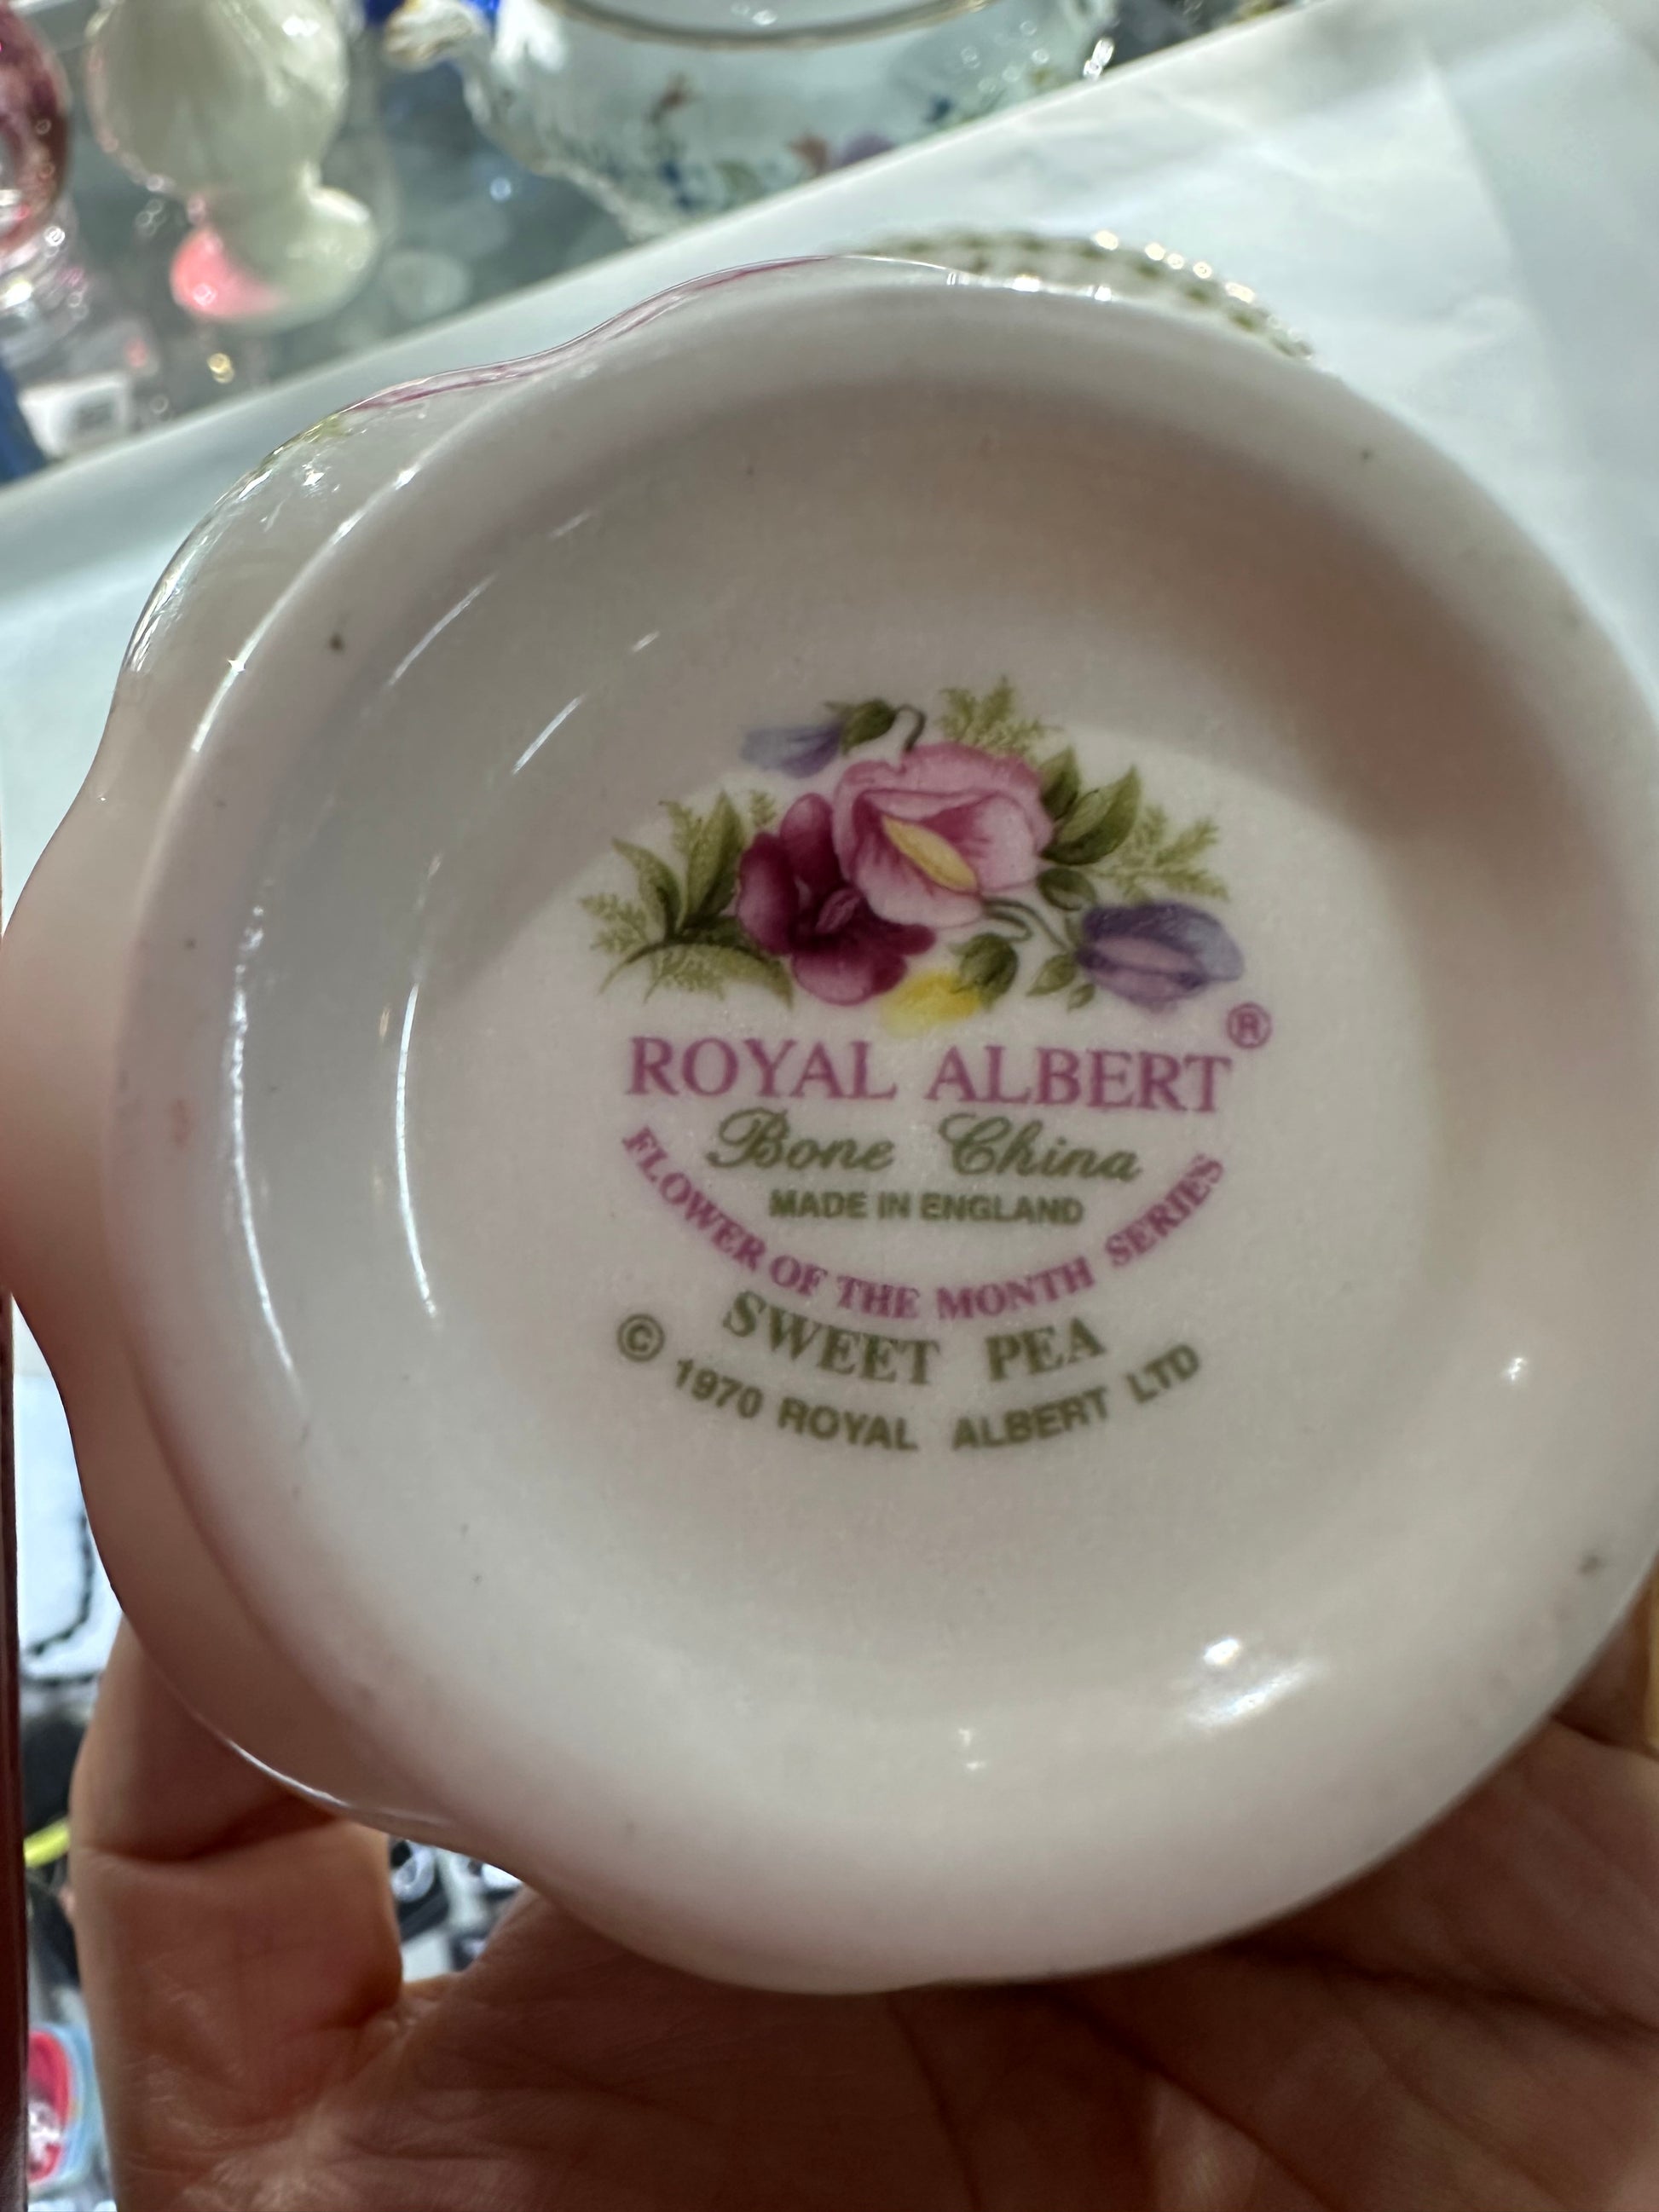 ROYAL ALBERT®
Bone China
MADE IN ENGLAND
FLOWER OF THE MONTH SERIES
SWEET PEA
© 1970 ROYAL ALBERT LTD